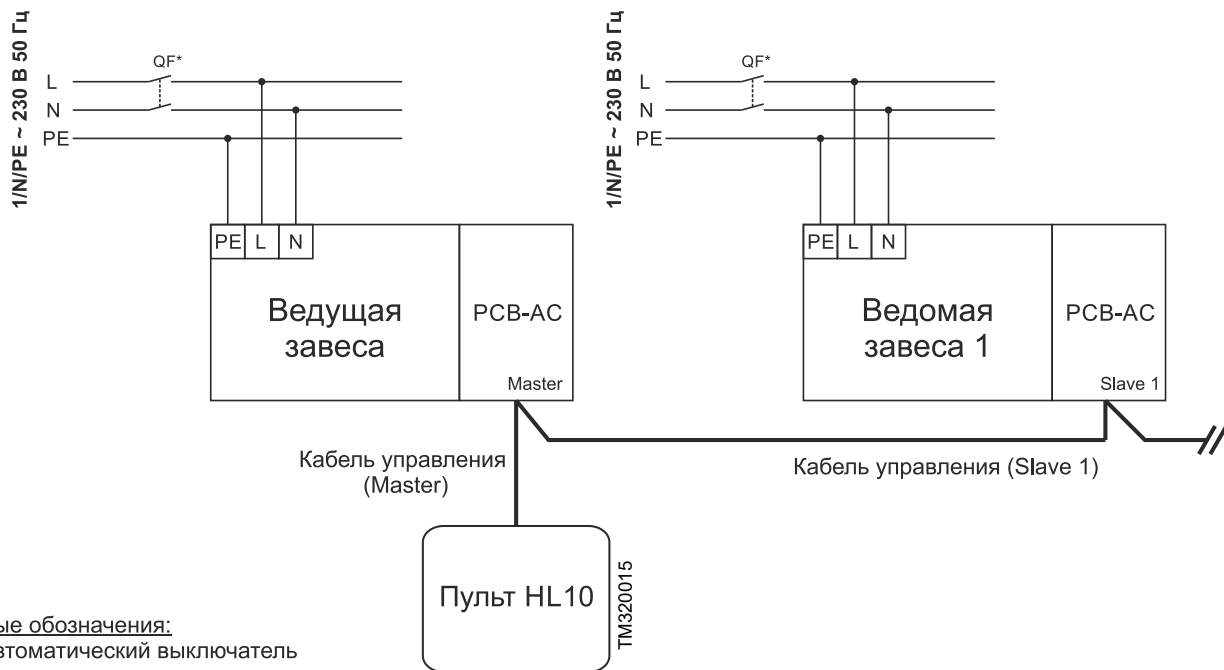 1/N/PE ~ 230 В 50 Гц
QF*
L
N
PE
PE L N
Ведущая
завеса
PCB-AC
Master
1/N/PE ~ 230 В 50 Гц
QF*
L
N
PE
PE L N
Ведомая
завеса 1
PCB-AC
Slave 1
Кабель управления
(Master)
Кабель управления (Slave 1)
Пульт HL10
TM320015
обозначения:
выключатель